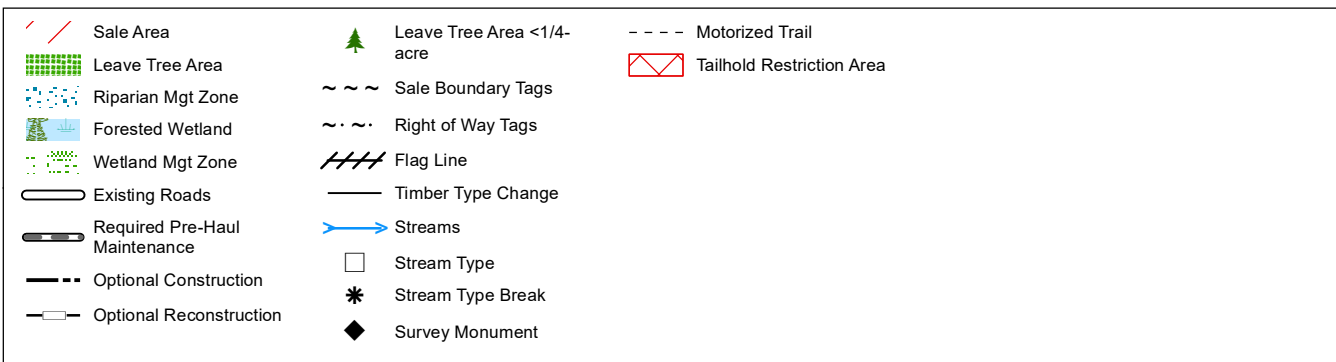 Sale Area
Leave Tree Area
Riparian Mgt Zone
Forested Wetland
Wetland Mgt Zone
Existing Roads
Required Pre-Haul
Maintenance
Optional Construction
Optional Reconstruction
Leave Tree Area <1/4-
acre
Sale Boundary Tags
Right of Way Tags
Flag Line
Timber Type Change
Streams
Stream Type
Stream Type Break
Survey Monument
Motorized Trail
Tailhold Restriction Area